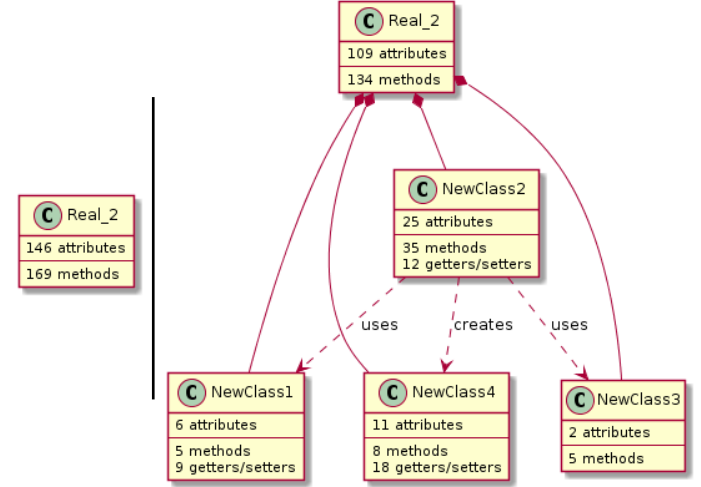 C Real_2
146 attributes
169 methods
C Real_2
109 attributes
134 methods
C NewClass2
25 attributes
35 methods
12 getters/setters
uses
creates
uses
C NewClass1
6 attributes
5 methods
9 getters/setters
C NewClass4
11 attributes
8 methods
18 getters/setters
C NewClass3
2 attributes
5 methods